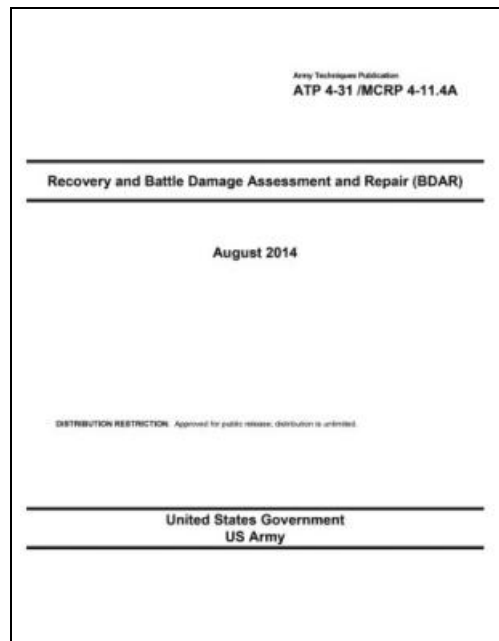 Army Techniques Publication
ATP 4-31 /MCRP 4-11.4A
Recovery and Battle Damage Assessment and Repair (BDAR)
August 2014
DISTRIBUTION RESTRICTION: Approved for public release; distribution is unlimited.
United States Government
US Army